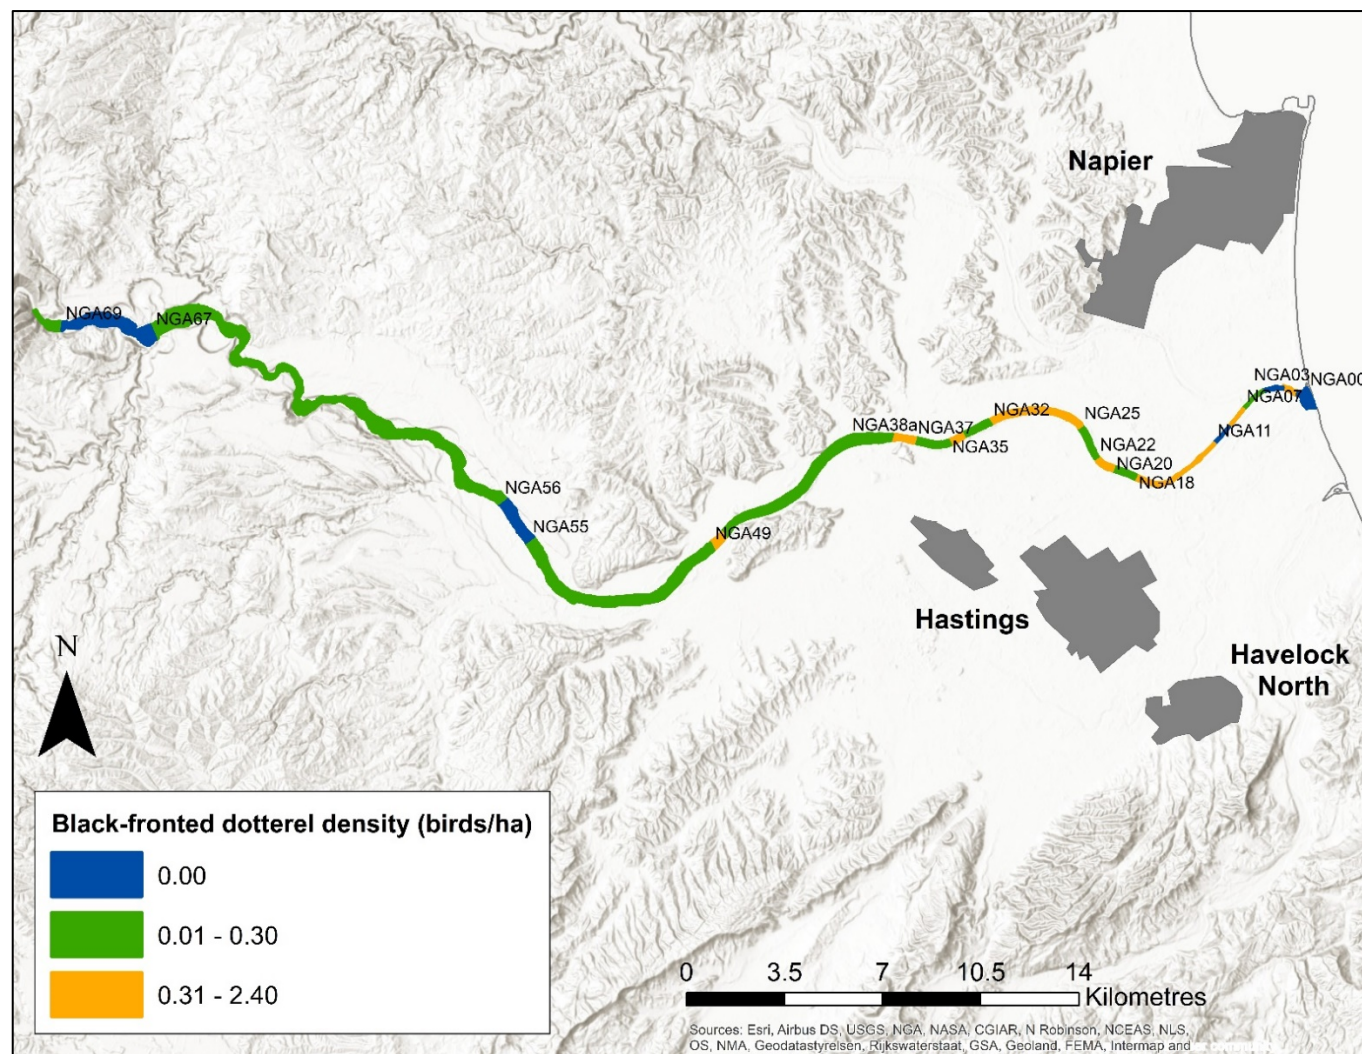 Napier
NGA69
NGA67
NGA03
NGA00
NGA07
NGA38a
NGA37
NGA32
NGA25
NGA11
NGA35
NGA22
NGA20
NGA18
NGA56
NGA55
NGA49
Hastings
Havelock
North
N
Black-fronted dotterel density (birds/ha)
0.00
0.01 - 0.30
0.31 - 2.40
0 3.5 7 10.5 14
Kilometres
Sources: Esri, Airbus DS, USGS, NGA, NASA, CGIAR, N Robinson, NCEAS, NLS,
OS, NMA, Geodatastyrelsen, Rijkswaterstaat, GSA, Geoland, FEMA, Intermap and